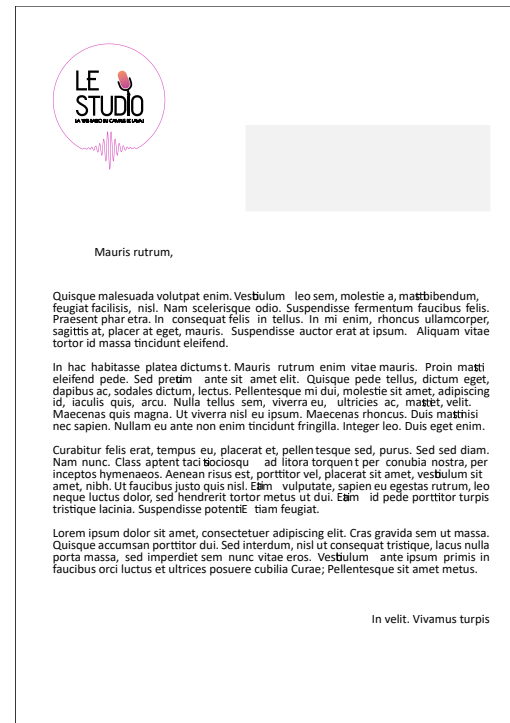 LE
STUDIO
Mauris rutrum,
Quisque malesuada volutpat enim. Vestibulum leo sem, molestie a, mattis bibendum,
feugiat facilisis, nisl. Nam scelerisque odio. Suspendisse fermentum faucibus felis.
Praesent pharetra. In consequat felis in tellus. In mi enim, rhoncus ullamcorper,
sagittis at, placerat eget, mauris. Suspendisse auctor erat at ipsum. Aliquam vitae
tortor id massa tincidunt eleifend.
In hac habitasse platea dictumst. Mauris rutrum enim vitae mauris. Proin mattis
eleifend pede. Sed pretium ante sit amet elit. Quisque pede tellus, dictum eget,
dapibus ac, sodales dictum, lectus. Pellentesque mi dui, molestie sit amet, adipiscing
id, iaculis quis, arcu. Nulla tellus sem, viverra eu, ultricies ac, mattis et, velit.
Maecenas quis magna. Ut viverra nisl eu ipsum. Maecenas rhoncus. Duis mattis nisi
nec sapien. Nullam eu ante non enim tincidunt fringilla. Integer leo. Duis eget enim.
Curabitur felis erat, tempus eu, placerat et, pellentesque sed, purus. Sed sed diam.
Nam nunc. Class aptent taciti sociosqu ad litora torquent per conubia nostra, per
inceptos hymenaeos. Aenean risus est, porttitor vel, placerat sit amet, vestibulum sit
amet, nibh. Ut faucibus justo quis nisl. Etiam vulputate, sapien eu egestas rutrum, leo
neque luctus dolor, sed hendrerit tortor metus ut dui. Etiam id pede porttitor turpis
tristique lacinia. Suspendisse potenti Etiam feugiat.
Lorem ipsum dolor sit amet, consectetuer adipiscing elit. Cras gravida sem ut massa.
Quisque accumsan porttitor dui. Sed interdum, nisl ut consequat tristique, lacus nulla
porta massa, sed imperdiet sem nunc vitae eros. Vestibulum ante ipsum primis in
faucibus orci luctus et ultrices posuere cubilia Curae; Pellentesque sit amet metus.
In velit. Vivamus turpis